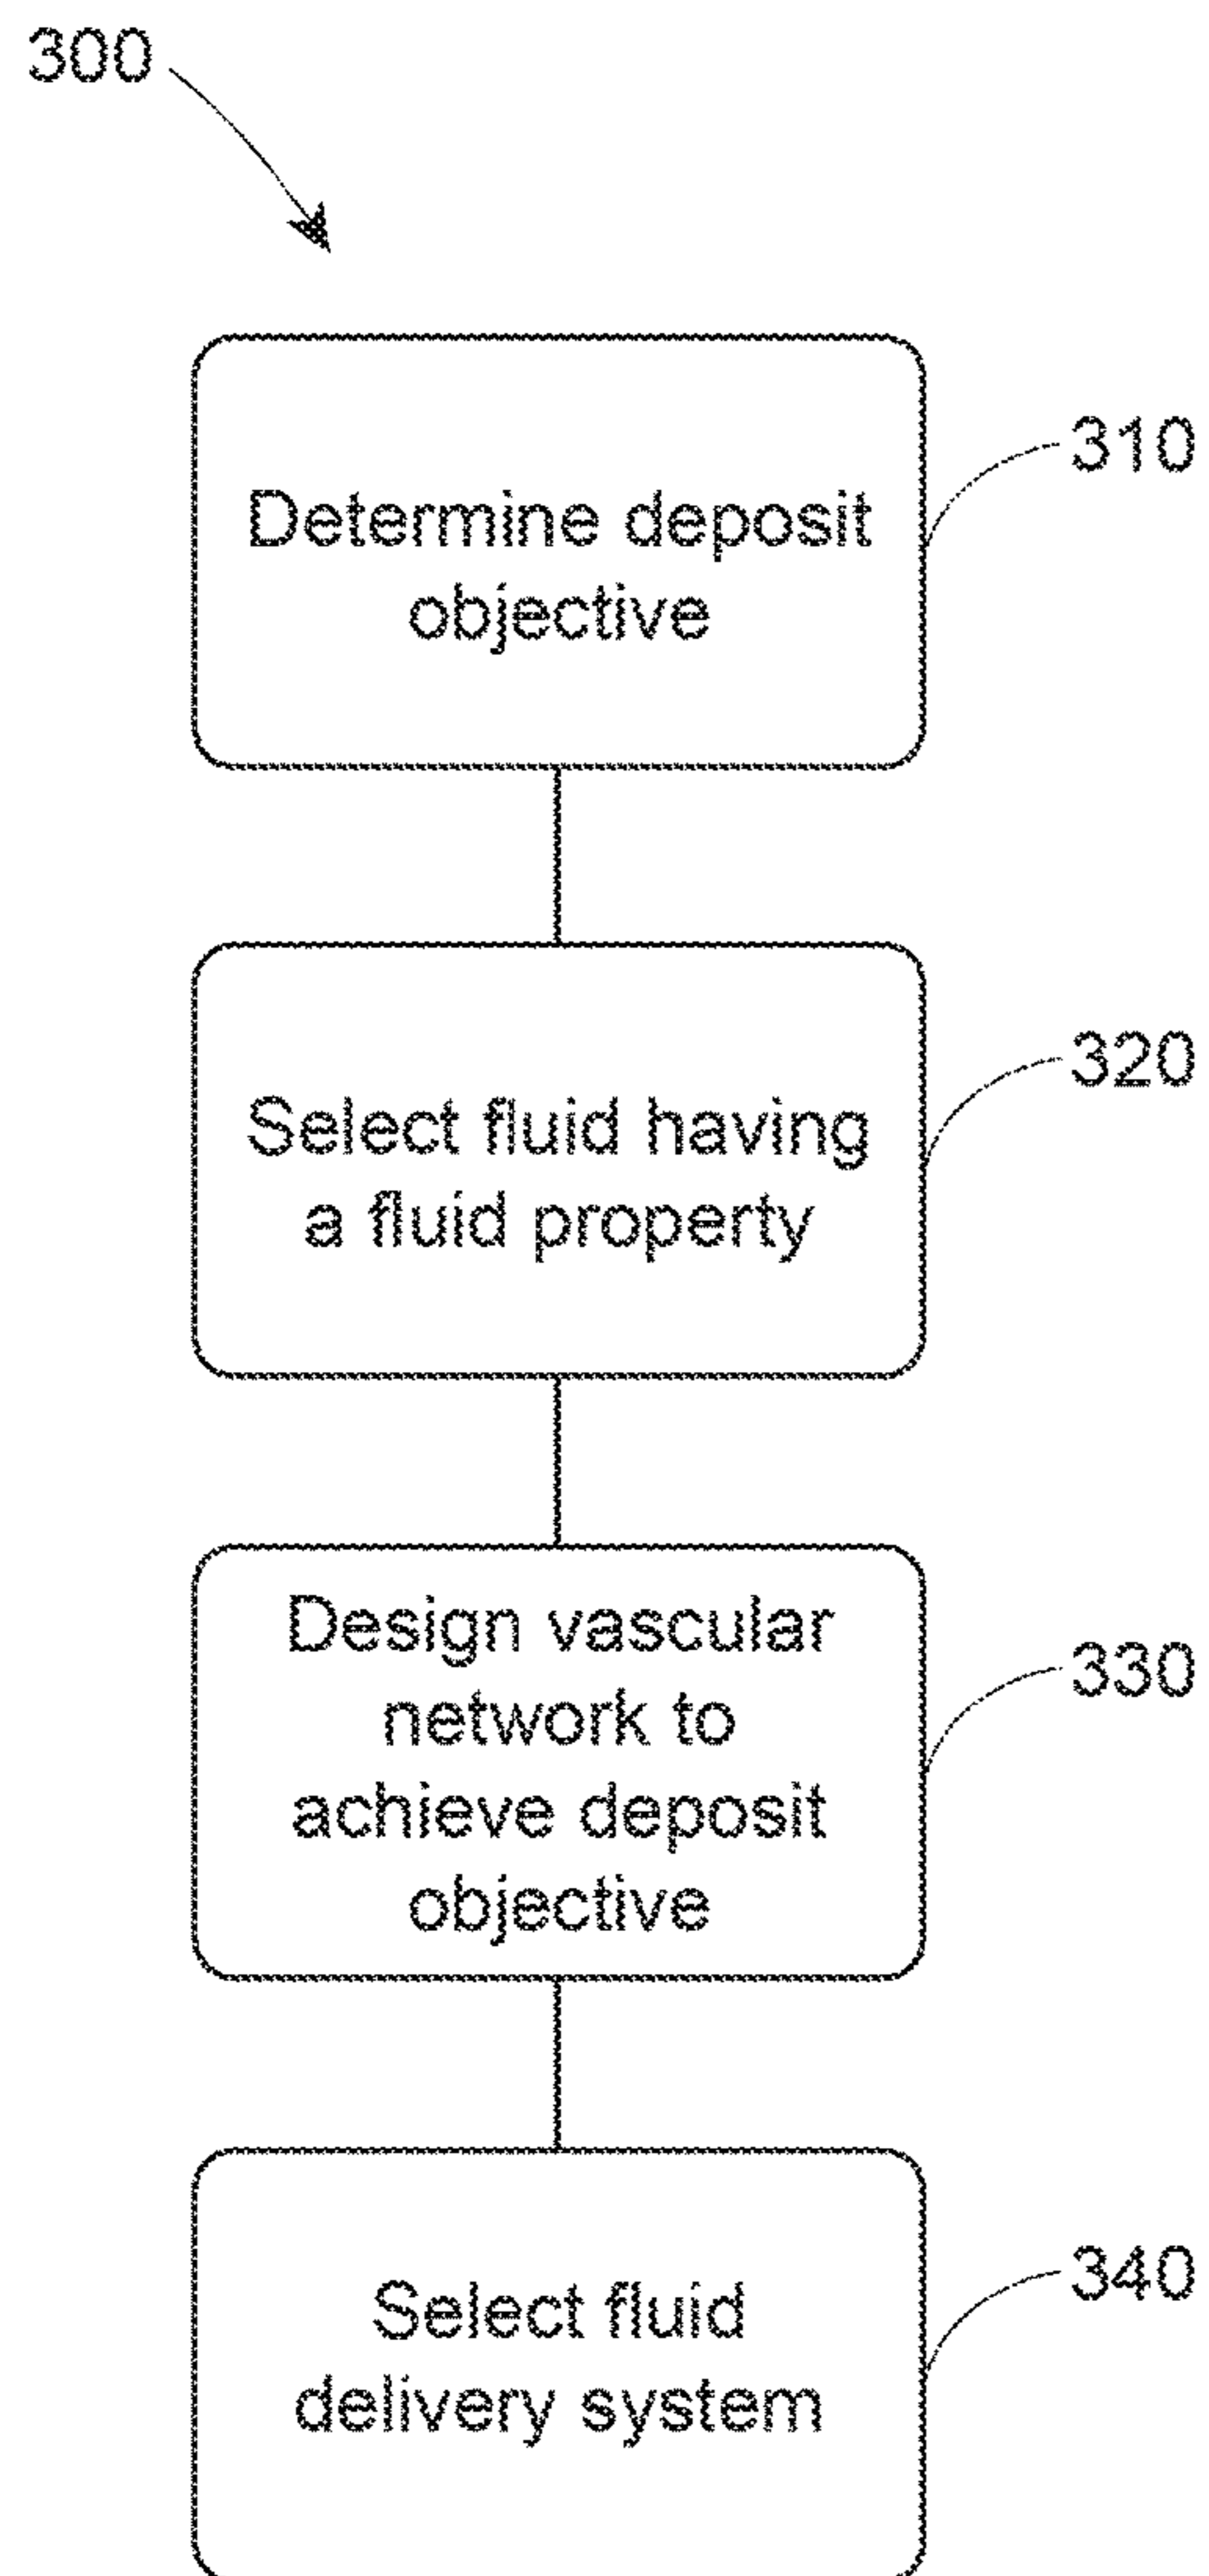 300
310
Determine deposit
objective
320
Select fluid having
a fluid property
330
Design vascular
network to
achieve deposit
objective
340
Select fluid
delivery system